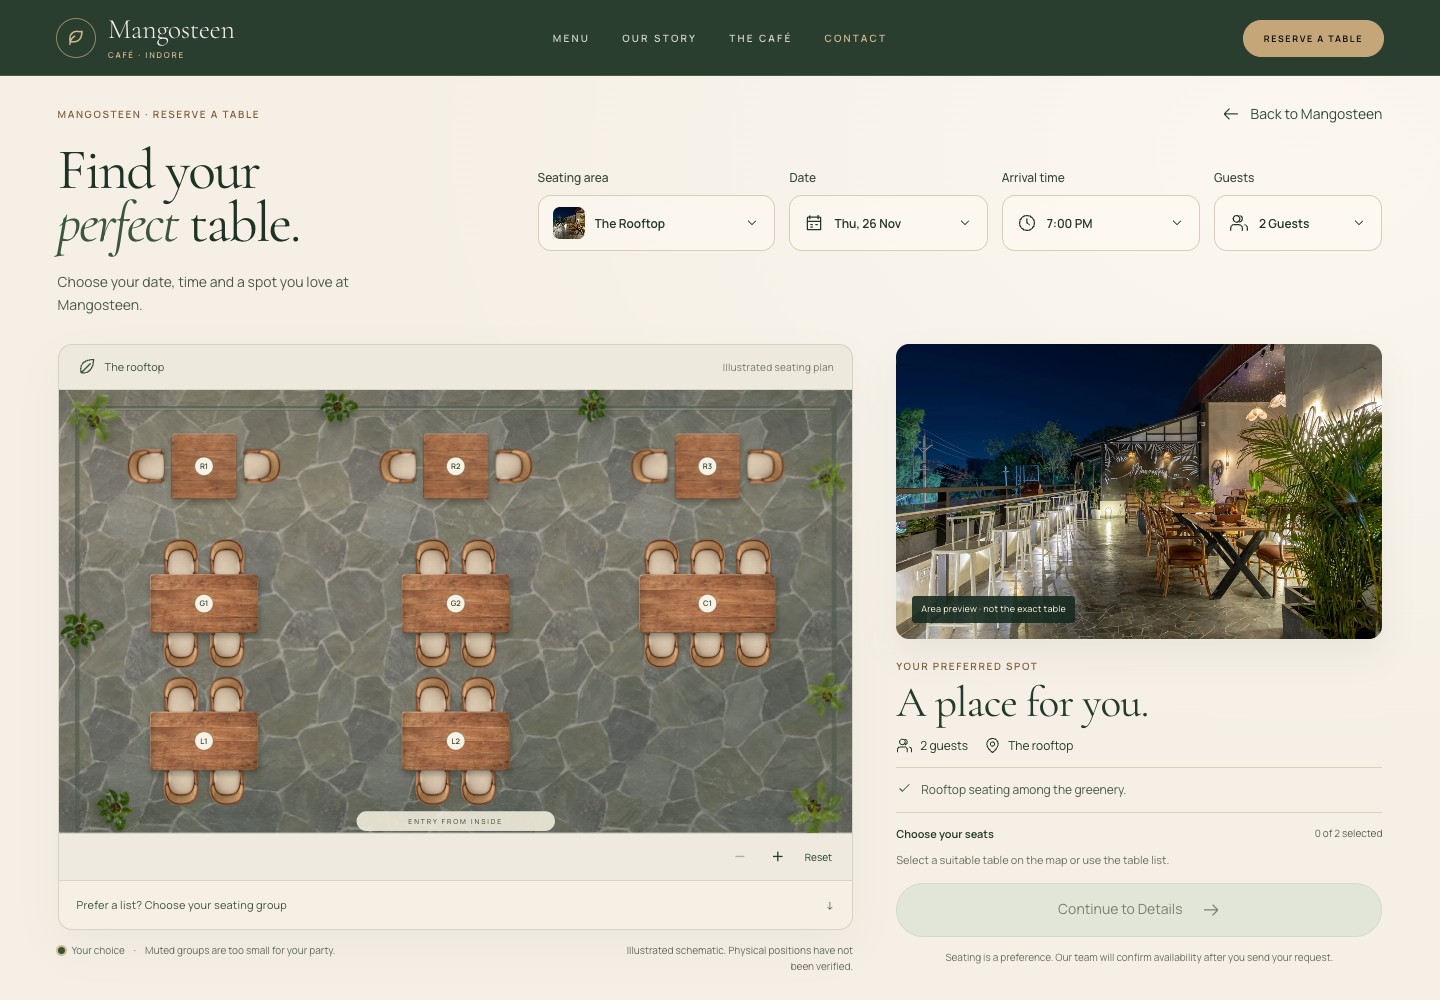 Mangosteen
CAFÉ · INDORE
MENU
OUR STORY
THE CAFÉ
CONTACT
RESERVE A TABLE
MANGOSTEEN · RESERVE A TABLE
Back to Mangosteen
Find your
perfect table.
Choose your date, time and a spot you love at
Mangosteen.
Seating area
Date
Arrival time
Guests
The Rooftop
Thu, 26 Nov
7:00 PM
2 Guests
The rooftop
Illustrated seating plan
R1
R2
R3
G1
G2
C1
L1
L2
ENTRY FROM INSIDE
Reset
Prefer a list? Choose your seating group
Your choice · Muted groups are too small for your party.
Illustrated schematic. Physical positions have not
been verified.
Area preview · not the exact table
YOUR PREFERRED SPOT
A place for you.
2 guests
The rooftop
Rooftop seating among the greenery.
Choose your seats
0 of 2 selected
Select a suitable table on the map or use the table list.
Continue to Details
Seating is a preference. Our team will confirm availability after you send your request.